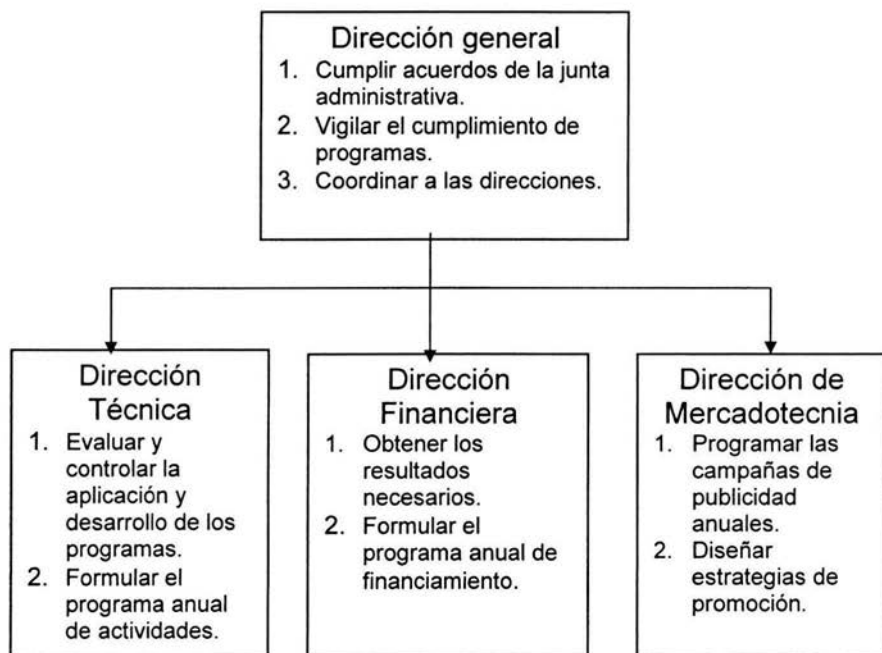 Dirección general
1. Cumplir acuerdos de la junta
administrativa.
2. Vigilar el cumplimiento de
programas.
3. Coordinar a las direcciones.
Dirección
Técnica
1. Evaluar y
controlar la
aplicación y
desarrollo de los
programas.
2. Formular el
programa anual
de actividades.
Dirección
Financiera
1. Obtener los
resultados
necesarios.
2. Formular el
programa anual de
financiamiento.
Dirección de
Mercadotecnia
1. Programar las
campañas de
publicidad
anuales.
2. Diseñar
estrategias de
promoción.